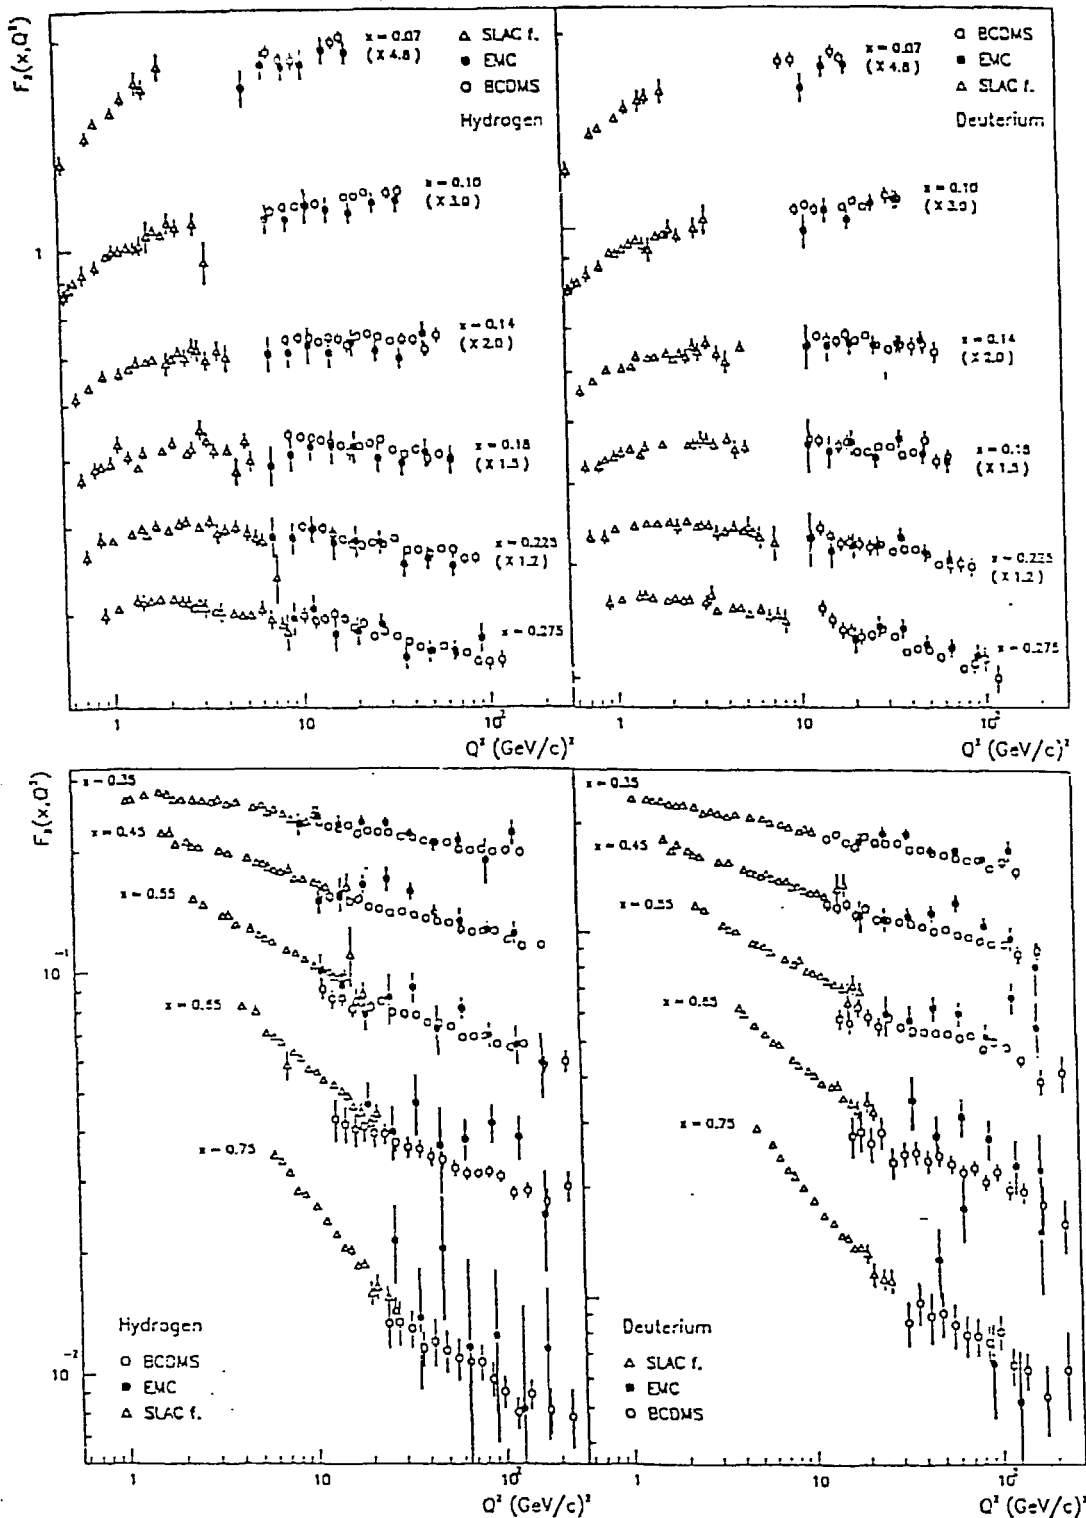 F₂(x,Q²)
x = 0.07
(X 4.8)
△ SLAC f.
● EMC
○ BCDMS
Hydrogen
x = 0.10
(X 3.0)
1
x = 0.14
(X 2.0)
x = 0.18
(X 1.5)
x = 0.225
(X 1.2)
x = 0.275
1
10
10²
Q² (GeV/c)²
x = 0.07
(X 4.8)
○ BCDMS
■ EMC
△ SLAC f.
Deuterium
x = 0.10
(X 3.0)
x = 0.14
(X 2.0)
x = 0.18
(X 1.5)
x = 0.225
(X 1.2)
x = 0.275
1
10
10²
Q² (GeV/c)²
F₂(x,Q²)
x = 0.35
x = 0.45
x = 0.55
10⁻¹
x = 0.65
x = 0.75
10⁻²
Hydrogen
○ BCDMS
● EMC
△ SLAC f.
1
10
10²
Q² (GeV/c)²
x = 0.35
x = 0.45
x = 0.55
x = 0.65
x = 0.75
Deuterium
△ SLAC f.
■ EMC
○ BCDMS
1
10
10²
Q² (GeV/c)²